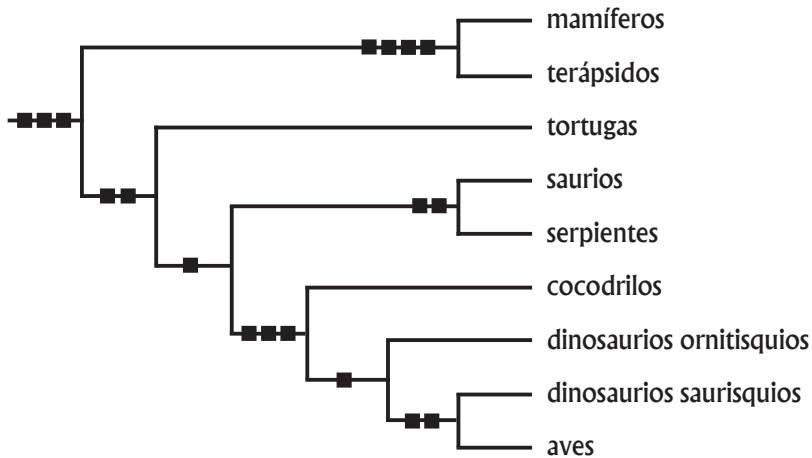 mamíferos
terápsidos
tortugas
saurios
serpientes
cocodrilos
dinosaurios ornitisquios
dinosaurios saurisquios
aves